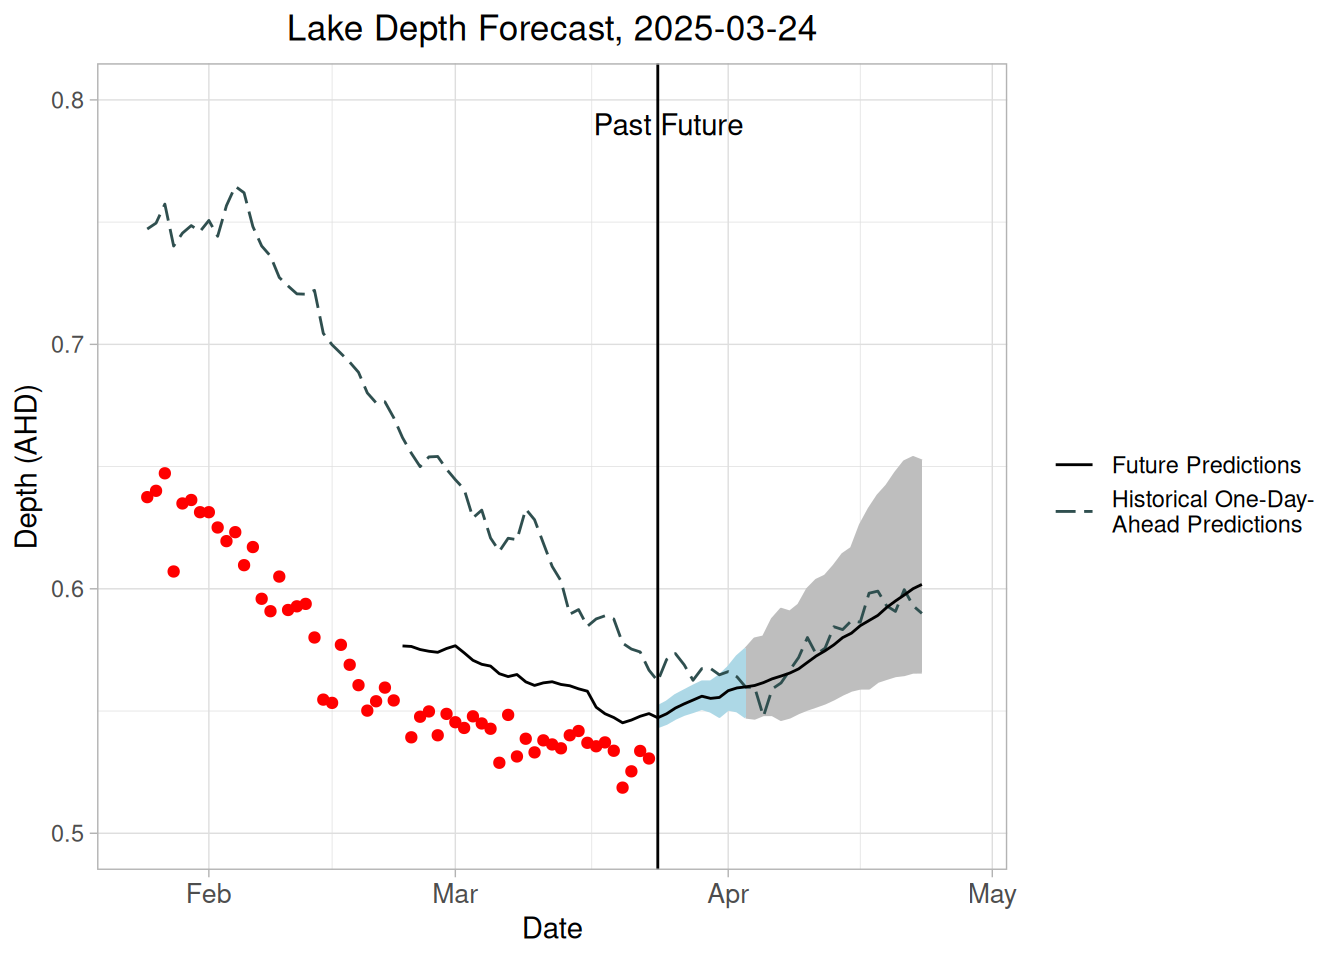 Lake Depth Forecast, 2025-03-24
Past Future
0.8
0.7
0.6
0.5
Depth (AHD)
Feb
Mar
Apr
May
Date
Future Predictions
Historical One-Day-
Ahead Predictions